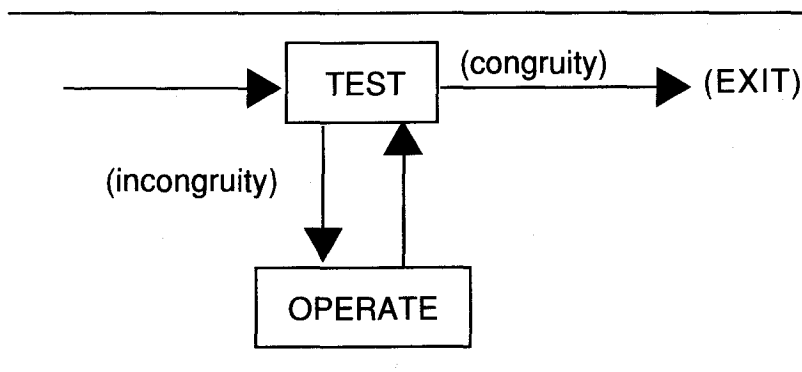 TEST
(congruity)
(EXIT)
(incongruity)
OPERATE